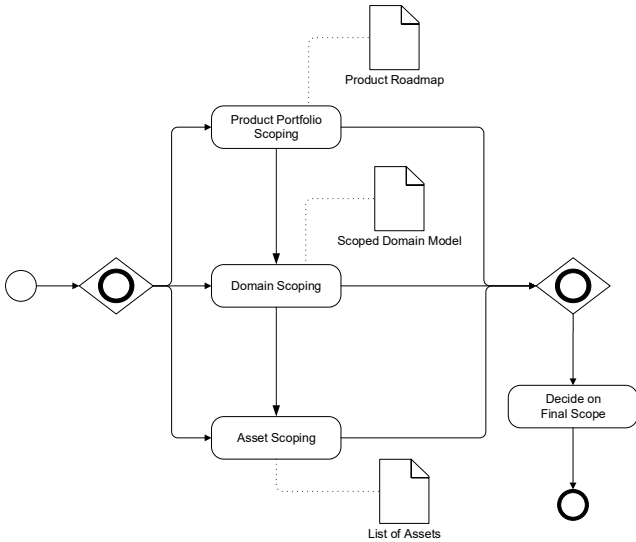 Product Roadmap
Product Portfolio
Scoping
Scoped Domain Model
Domain Scoping
Decide on
Final Scope
Asset Scoping
List of Assets